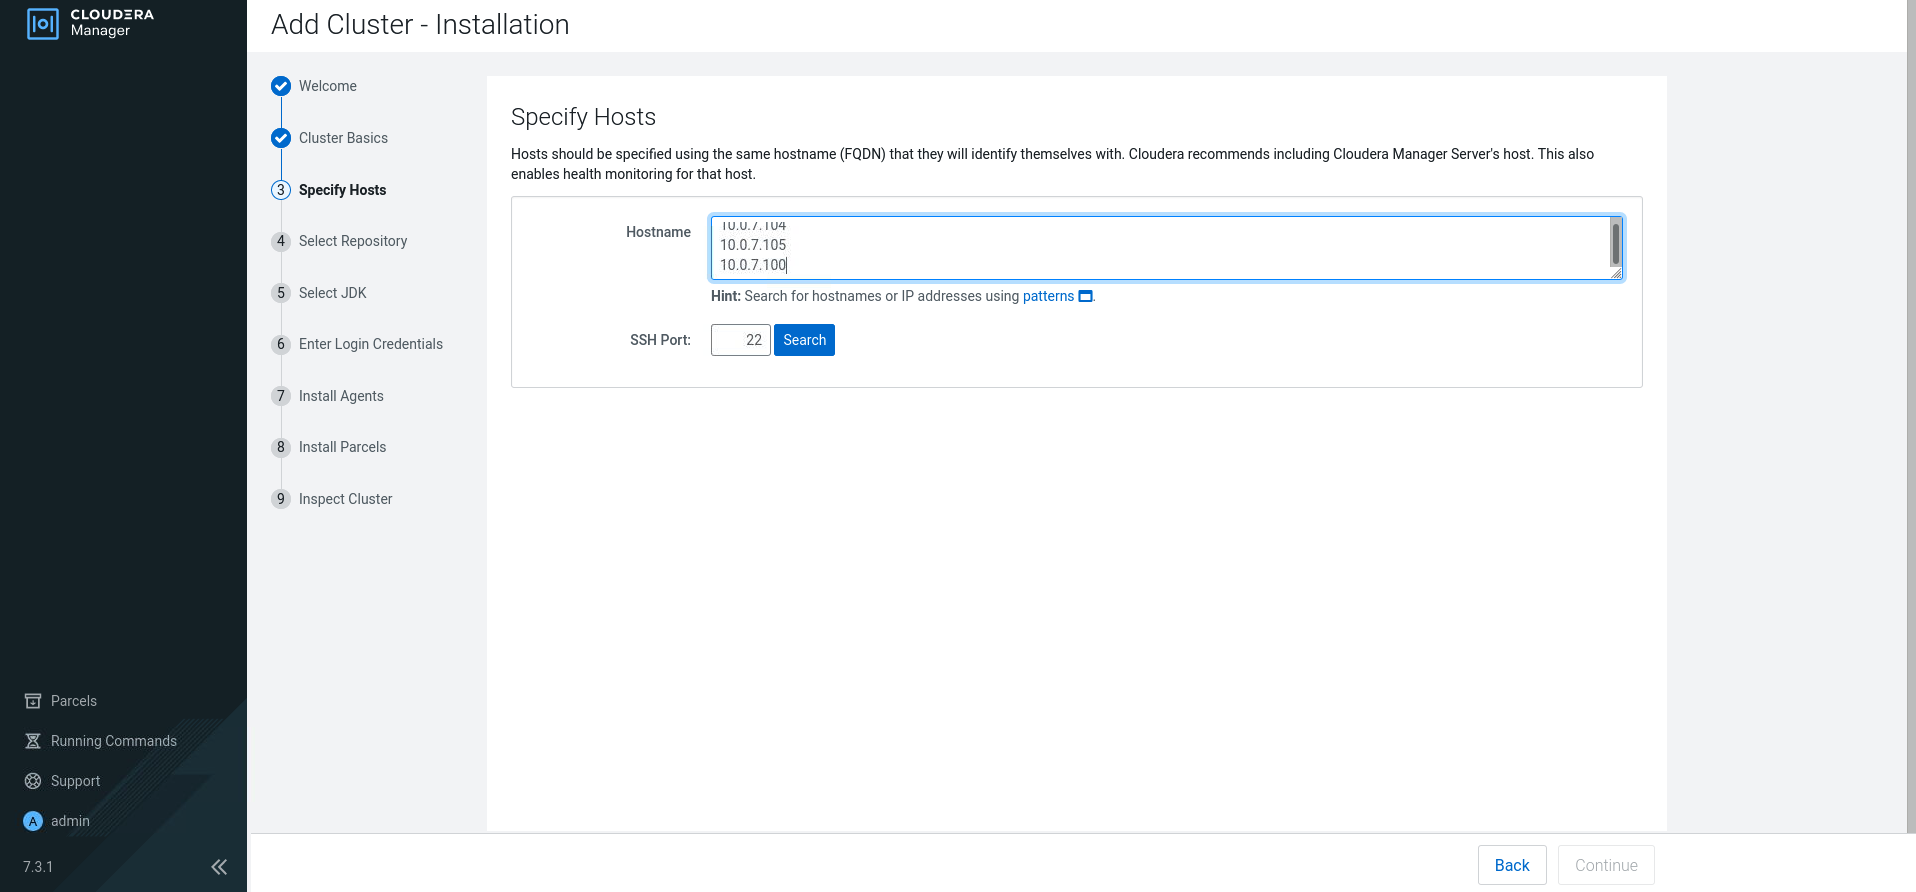 CLOUDERA
Manager
Add Cluster - Installation
Welcome
Cluster Basics
3 Specify Hosts
4 Select Repository
5 Select JDK
6 Enter Login Credentials
7 Install Agents
8 Install Parcels
9 Inspect Cluster
Specify Hosts
Hosts should be specified using the same hostname (FQDN) that they will identify themselves with. Cloudera recommends including Cloudera Manager Server's host. This also
enables health monitoring for that host.
Hostname
10.0.7.104
10.0.7.105
10.0.7.100
Hint: Search for hostnames or IP addresses using patterns .
SSH Port: 22 Search
Parcels
Running Commands
Support
A admin
7.3.1
Back Continue